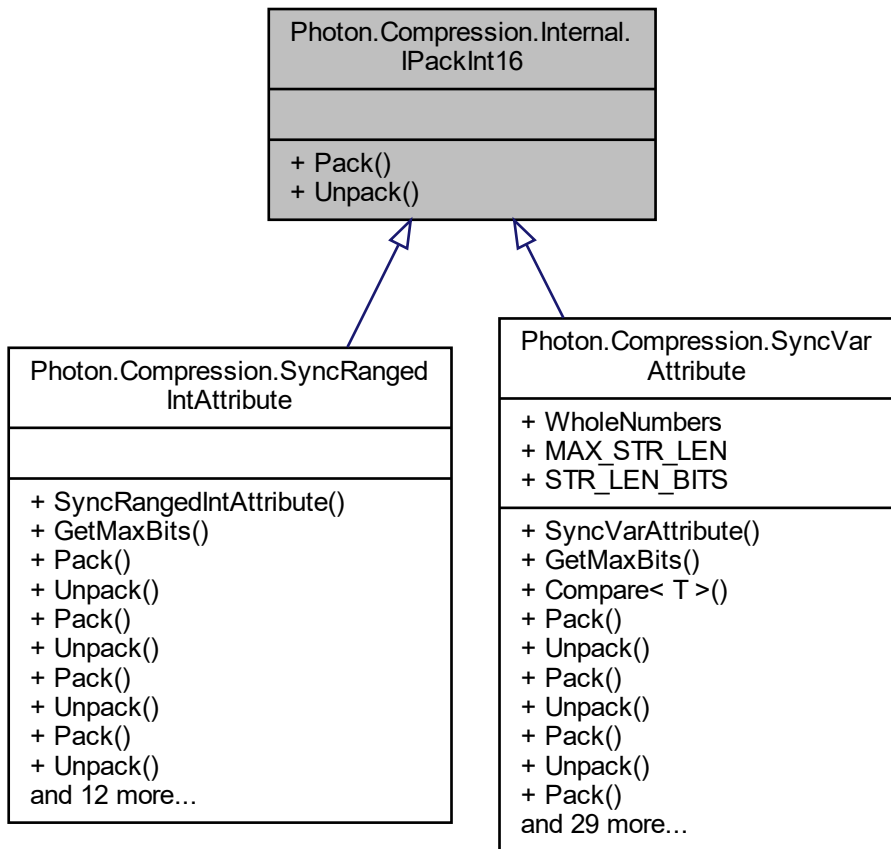 Photon.Compression.Internal.
IPackInt16
+ Pack()
+ Unpack()
Photon.Compression.SyncRanged
IntAttribute
+ SyncRangedIntAttribute()
+ GetMaxBits()
+ Pack()
+ Unpack()
+ Pack()
+ Unpack()
+ Pack()
+ Unpack()
+ Pack()
+ Unpack()
and 12 more...
Photon.Compression.SyncVar
Attribute
+ WholeNumbers
+ MAX_STR_LEN
+ STR_LEN_BITS
+ SyncVarAttribute()
+ GetMaxBits()
+ Compare< T >()
+ Pack()
+ Unpack()
+ Pack()
+ Unpack()
+ Pack()
+ Unpack()
+ Pack()
and 29 more...